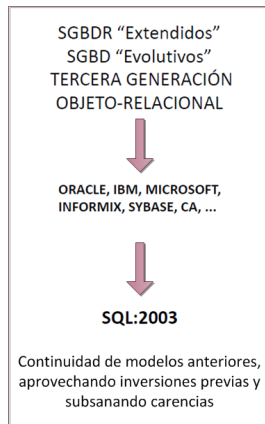 SGBDR “Extendidos”
SGBD “Evolutivos”
TERCERA GENERACIÓN
OBJETO-RELACIONAL
ORACLE, IBM, MICROSOFT,
INFORMIX, SYBASE, CA, ...
SQL:2003
Continuidad de modelos anteriores,
aprovechando inversiones previas y
subsanando carencias